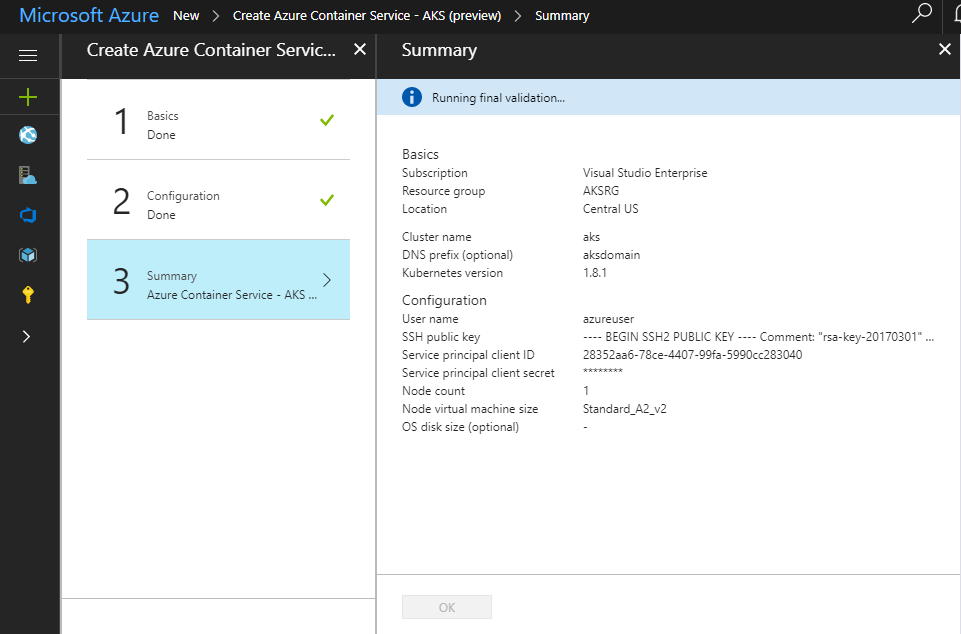 Microsoft Azure New > Create Azure Container Service - AKS (preview) > Summary
Create Azure Container Servic... ×
1
Basics
Done
2
Configuration
Done
3
Summary
Azure Container Service - AKS ...
Summary ×
Running final validation...
Basics
Subscription Visual Studio Enterprise
Resource group AKSRG
Location Central US
Cluster name aks
DNS prefix (optional) aksdomain
Kubernetes version 1.8.1
Configuration
User name azureuser
SSH public key ---- BEGIN SSH2 PUBLIC KEY ---- Comment: "rsa-key-20170301" ...
Service principal client ID 28352aa6-78ce-4407-99fa-5990cc283040
Service principal client secret ********
Node count 1
Node virtual machine size Standard_A2_v2
OS disk size (optional) -
OK